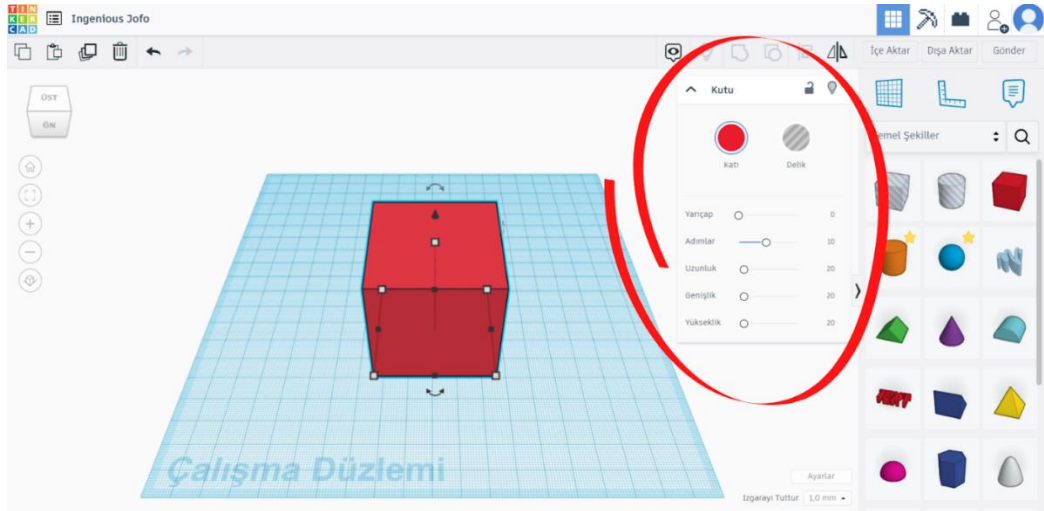 TIN
KER
CAD
Ingenious Jofo
İçe Aktar
Dışa Aktar
Gönder
ÜST
ÖN
Kutu
Katı
Delik
Yarıçap
0
Adımlar
10
Uzunluk
20
Genişlik
20
Yükseklik
20
Temel Şekiller
Çalışma Düzlemi
Ayarlar
Izgarayı Tuttur
1,0 mm